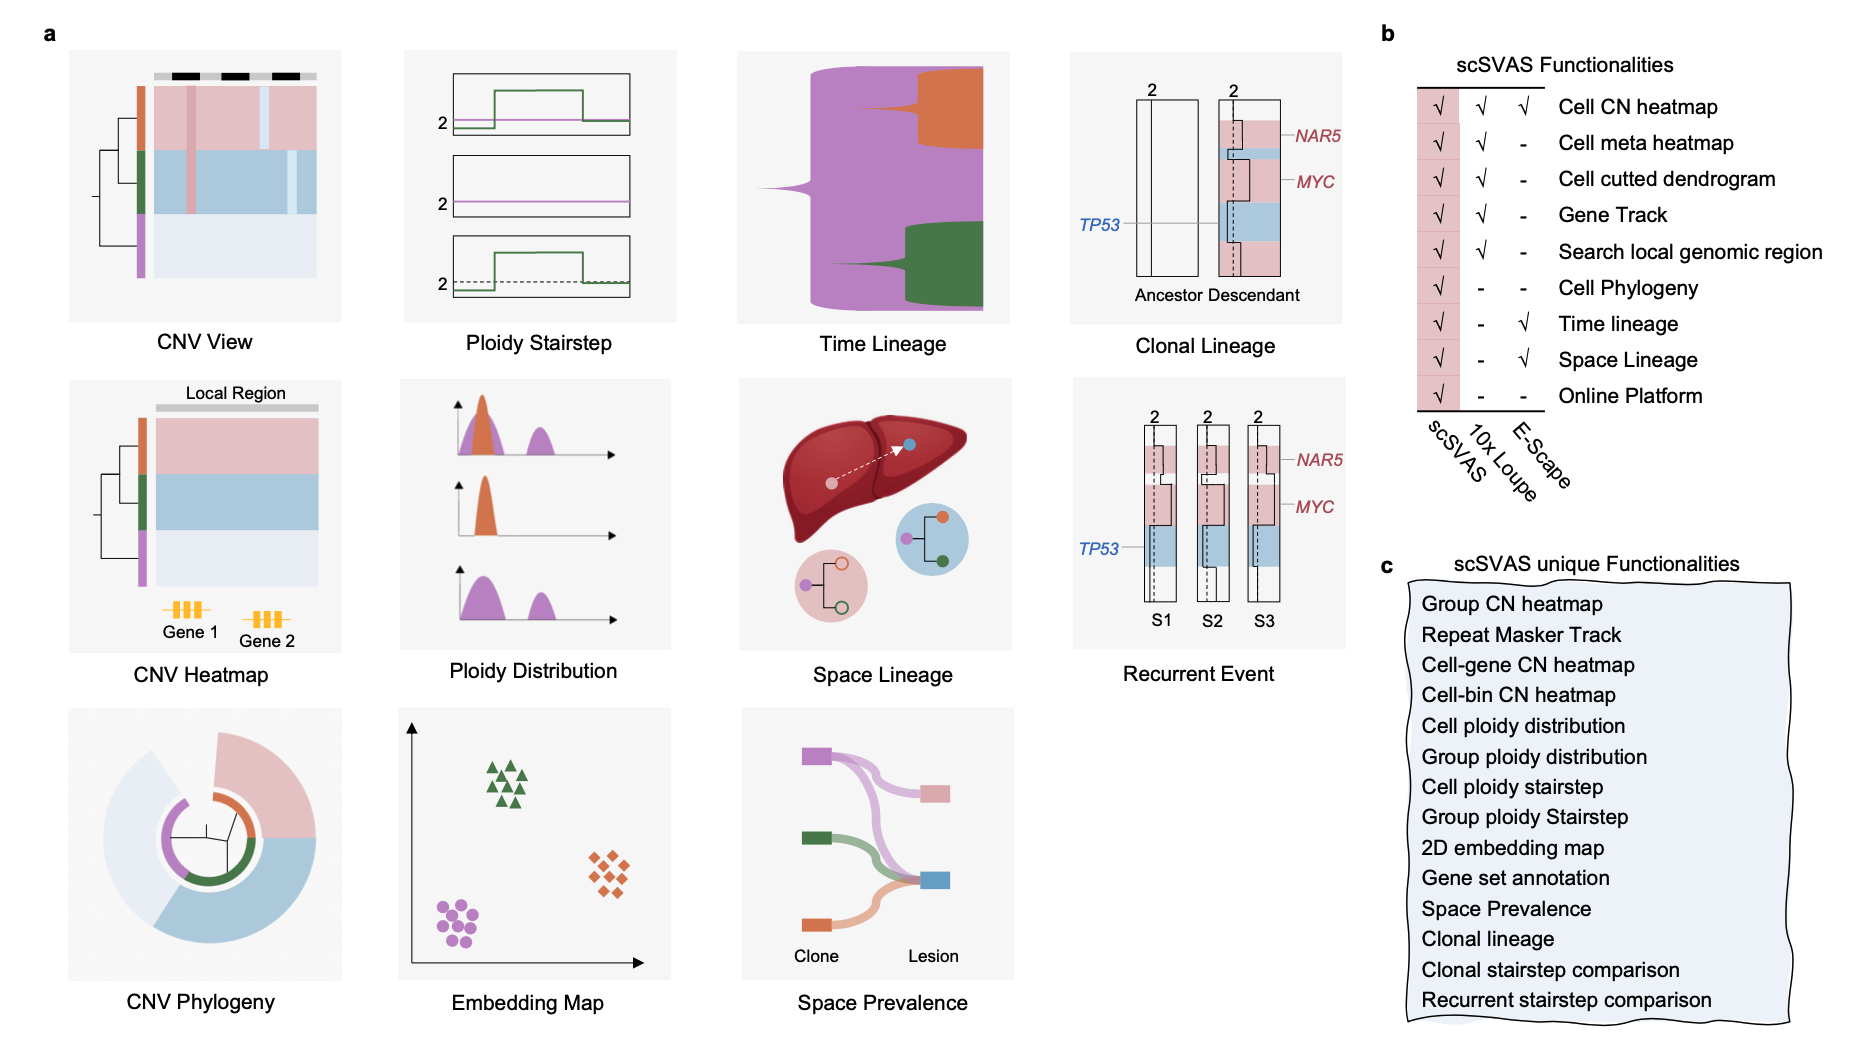 a
2
2
2
CNV View
Ploidy Stairstep
Time Lineage
2
2
NAR5
MYC
TP53
Ancestor Descendant
Clonal Lineage
Local Region
Gene 1
Gene 2
CNV Heatmap
Ploidy Distribution
Space Lineage
2
2
2
NAR5
MYC
TP53
S1
S2
S3
Recurrent Event
CNV Phylogeny
Embedding Map
Clone
Lesion
Space Prevalence
b
scSVAS Functionalities
√ √ √ Cell CN heatmap
√ √ - Cell meta heatmap
√ √ - Cell cutted dendrogram
√ √ - Gene Track
√ √ - Search local genomic region
√ - - Cell Phylogeny
√ - √ Time lineage
√ - √ Space Lineage
√ - - Online Platform
scSVAS
10x Loupe
E-Scape
c
scSVAS unique Functionalities
Group CN heatmap
Repeat Masker Track
Cell-gene CN heatmap
Cell-bin CN heatmap
Cell ploidy distribution
Group ploidy distribution
Cell ploidy stairstep
Group ploidy Stairstep
2D embedding map
Gene set annotation
Space Prevalence
Clonal lineage
Clonal stairstep comparison
Recurrent stairstep comparison